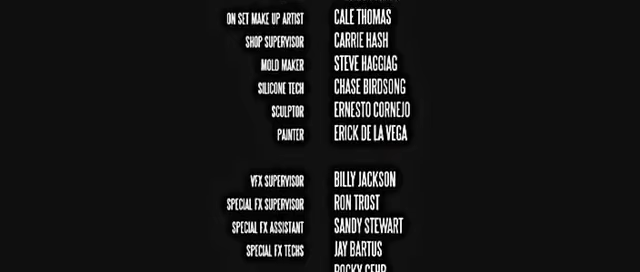 ON SET MAKE UP ARTIST CALE THOMAS
SHOP SUPERVISOR CARRIE HASH
MOLD MAKER STEVE HAGGIAG
SILICONE TECH CHASE BIRDSONG
SCULPTOR ERNESTO CORNEJO
PAINTER ERICK DE LA VEGA
VFX SUPERVISOR BILLY JACKSON
SPECIAL FX SUPERVISOR RON TROST
SPECIAL FX ASSISTANT SANDY STEWART
SPECIAL FX TECHS JAY BARTUS
ROCKY GEHR